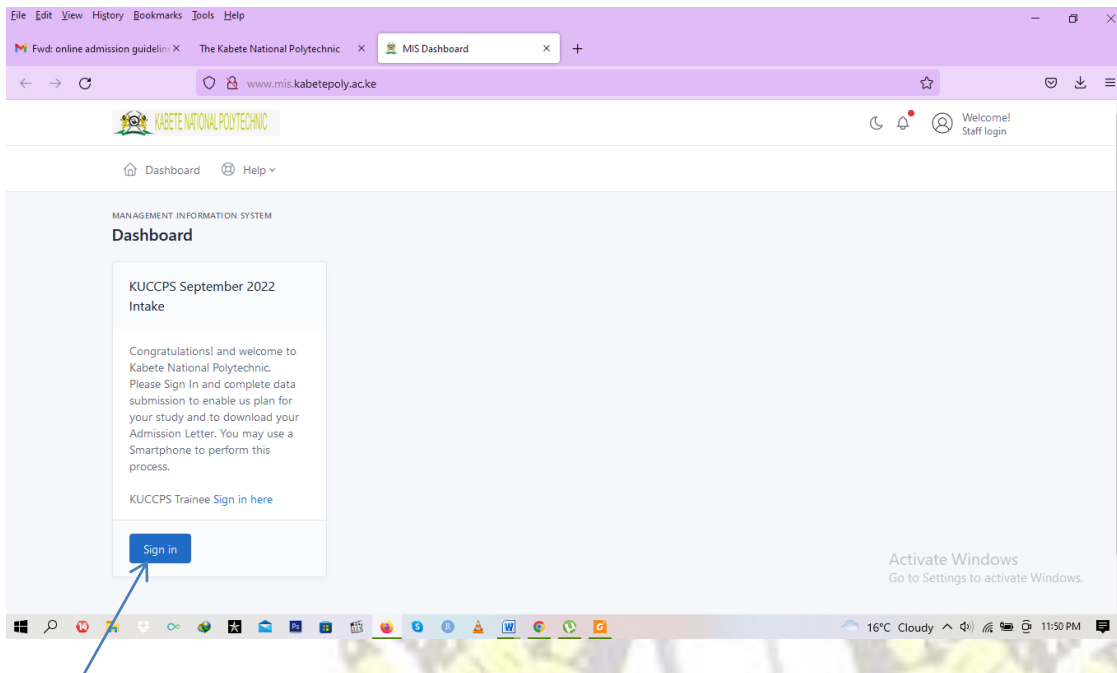 File Edit View History Bookmarks Tools Help
Fwd: online admission guideline The Kabete National Polytechnic MIS Dashboard
www.mis.kabetepoly.ac.ke
KABETE NATIONAL POLYTECHNIC
Welcome!
Staff login
Dashboard Help
MANAGEMENT INFORMATION SYSTEM
Dashboard
KUCCPS September 2022
Intake
Congratulations! and welcome to
Kabete National Polytechnic.
Please Sign In and complete data
submission to enable us plan for
your study and to download your
Admission Letter. You may use a
Smartphone to perform this
process.
KUCCPS Trainee Sign in here
Sign in
Activate Windows
Go to Settings to activate Windows.
16°C Cloudy 11:50 PM